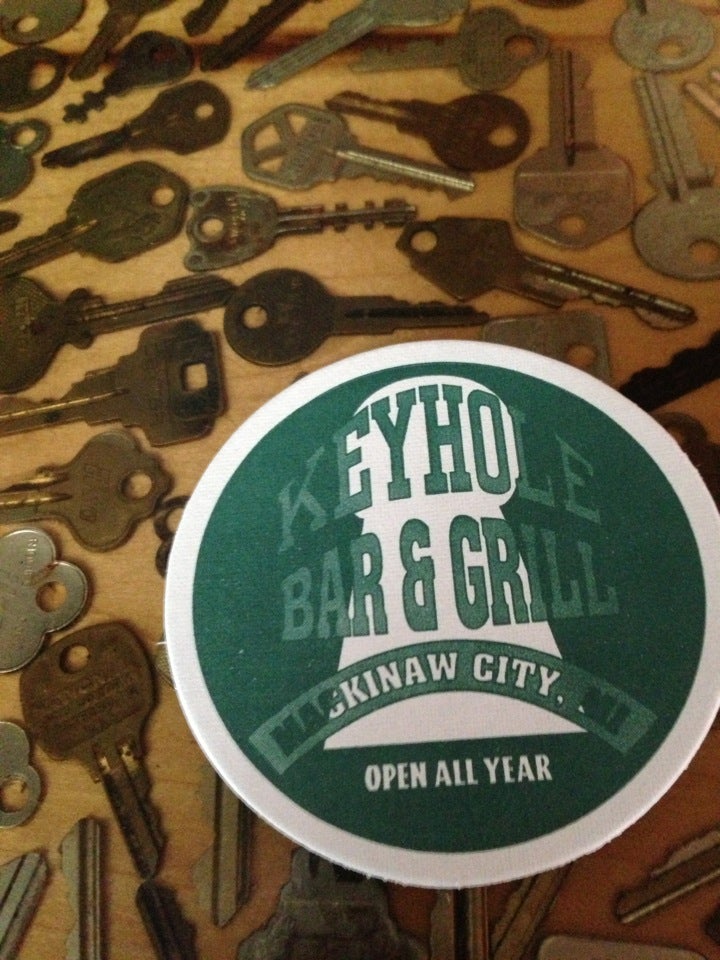 KEYHOLE
BAR & GRILL
MACKINAW CITY, MI
OPEN ALL YEAR